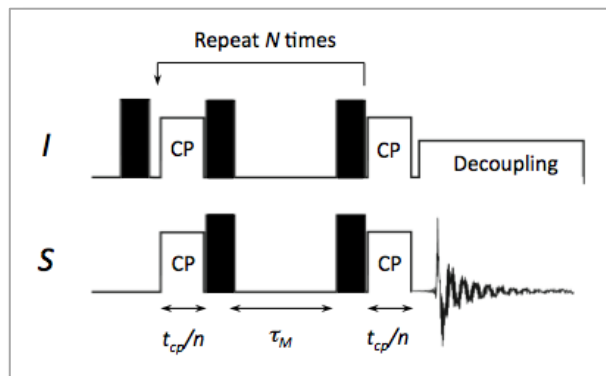 Repeat N times
I
CP
CP
Decoupling
S
CP
CP
t_cp/n
τ_M
t_cp/n